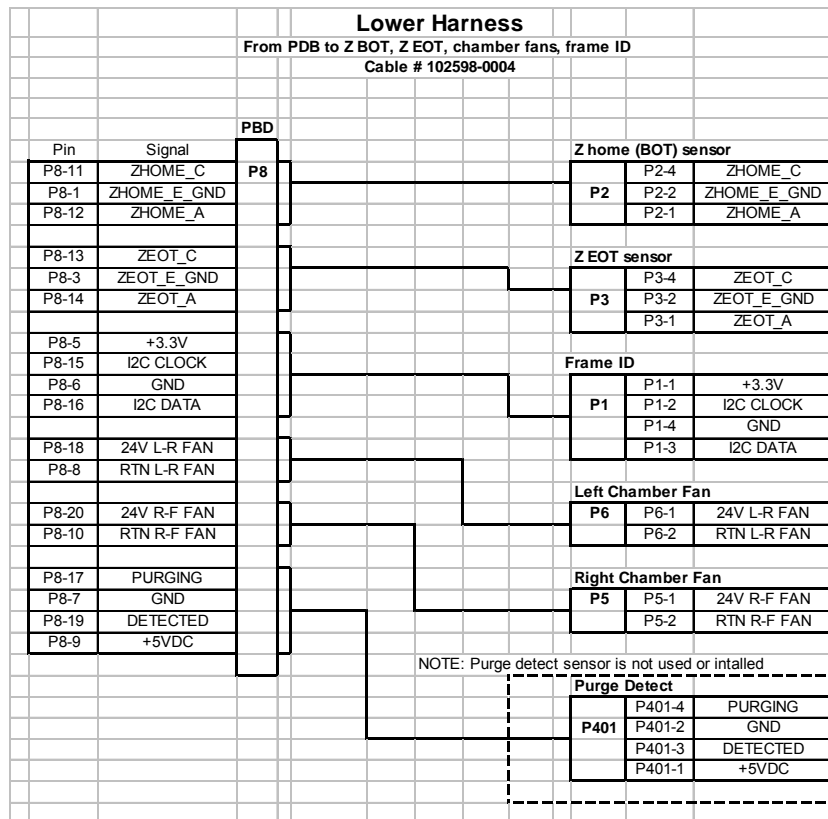 Lower Harness
From PDB to Z BOT, Z EOT, chamber fans, frame ID
Cable # 102598-0004
PBD
Pin Signal Z home (BOT) sensor
P8-11 ZHOME_C P8 P2-4 ZHOME_C
P8-1 ZHOME_E_GND P2 P2-2 ZHOME_E_GND
P8-12 ZHOME_A P2-1 ZHOME_A
P8-13 ZEOT_C Z EOT sensor
P8-3 ZEOT_E_GND P3-4 ZEOT_C
P8-14 ZEOT_A P3 P3-2 ZEOT_E_GND
P3-1 ZEOT_A
P8-5 +3.3V
P8-15 I2C CLOCK Frame ID
P8-6 GND P1-1 +3.3V
P8-16 I2C DATA P1 P1-2 I2C CLOCK
P1-4 GND
P8-18 24V L-R FAN P1-3 I2C DATA
P8-8 RTN L-R FAN
Left Chamber Fan
P8-20 24V R-F FAN P6 P6-1 24V L-R FAN
P8-10 RTN R-F FAN P6-2 RTN L-R FAN
P8-17 PURGING Right Chamber Fan
P8-7 GND P5 P5-1 24V R-F FAN
P8-19 DETECTED P5-2 RTN R-F FAN
P8-9 +5VDC
NOTE: Purge detect sensor is not used or intalled
Purge Detect
P401-4 PURGING
P401 P401-2 GND
P401-3 DETECTED
P401-1 +5VDC